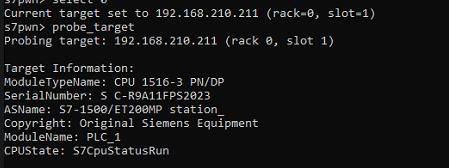 s7pwn> select 0
Current target set to 192.168.210.211 (rack=0, slot=1)
s7pwn> probe_target
Probing target: 192.168.210.211 (rack 0, slot 1)
Target Information:
ModuleTypeName: CPU 1516-3 PN/DP
SerialNumber: S C-R9A11FPS2023
ASName: S7-1500/ET200MP station_
Copyright: Original Siemens Equipment
ModuleName: PLC_1
CPUState: S7CpuStatusRun